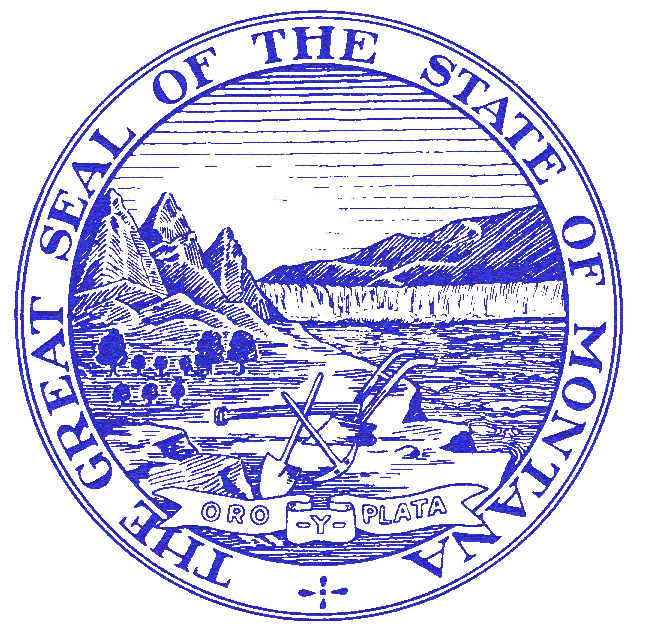 THE GREAT SEAL OF THE STATE OF MONTANA
ORO -Y- PLATA